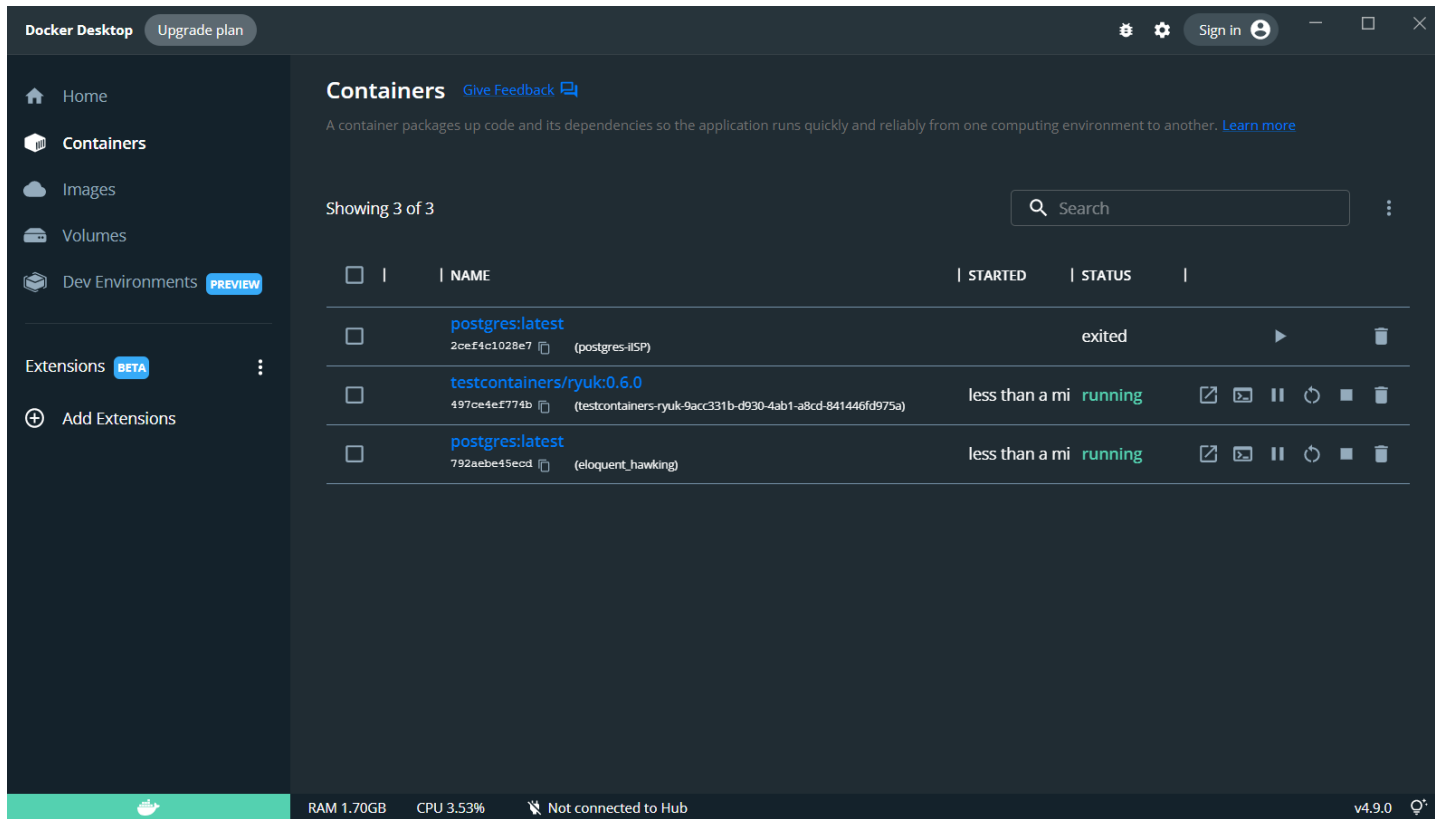 Docker Desktop Upgrade plan Sign in
Home
Containers
Images
Volumes
Dev Environments PREVIEW
Extensions BETA
Add Extensions
Containers Give Feedback
A container packages up code and its dependencies so the application runs quickly and reliably from one computing environment to another. Learn more
Showing 3 of 3 Search
NAME STARTED STATUS
postgres:latest
2cef4c1028e7 (postgres-iISP) exited
testcontainers/ryuk:0.6.0
497ce4ef774b (testcontainers-ryuk-9acc331b-d930-4ab1-a8cd-841446fd975a) less than a mi running
postgres:latest
792aebe45ecd (eloquent_hawking) less than a mi running
RAM 1.70GB CPU 3.53% Not connected to Hub v4.9.0